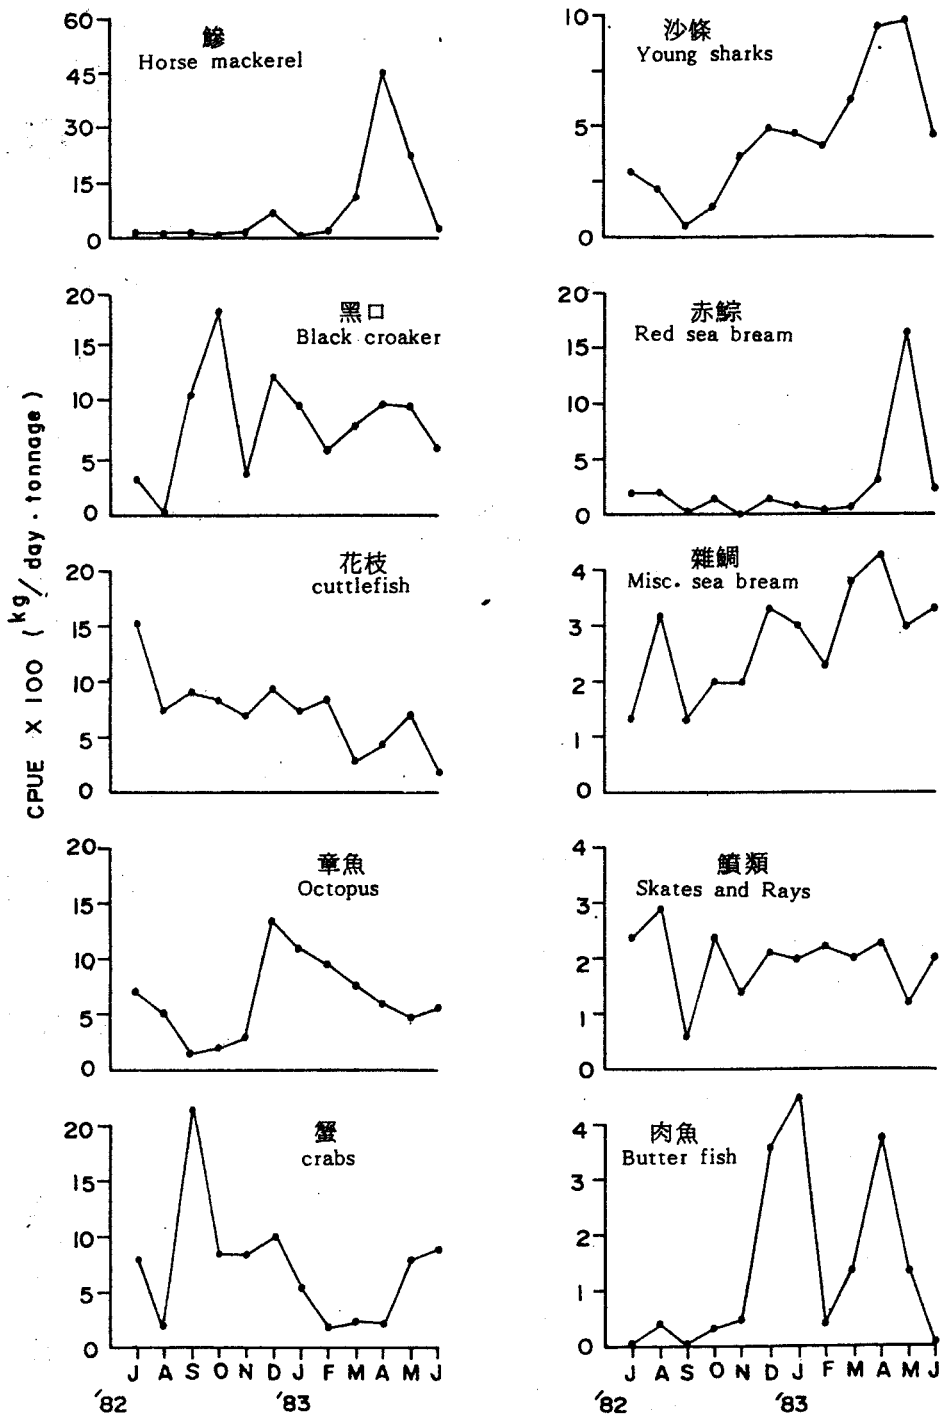 CPUE X 100 (kg/day·tonnage)
鰺
Horse mackerel
60
45
30
15
0
黑口
Black croaker
20
15
10
5
0
花枝
cuttlefish
20
15
10
5
0
章魚
Octopus
20
15
10
5
0
蟹
crabs
20
15
10
5
0
J A S O N D J F M A M J
'82 '83
沙條
Young sharks
10
5
0
赤鯮
Red sea bream
20
15
10
5
0
雜鯛
Misc. sea bream
4
3
2
1
0
鱝類
Skates and Rays
4
3
2
1
0
肉魚
Butter fish
4
3
2
1
0
J A S O N D J F M A M J
'82 '83